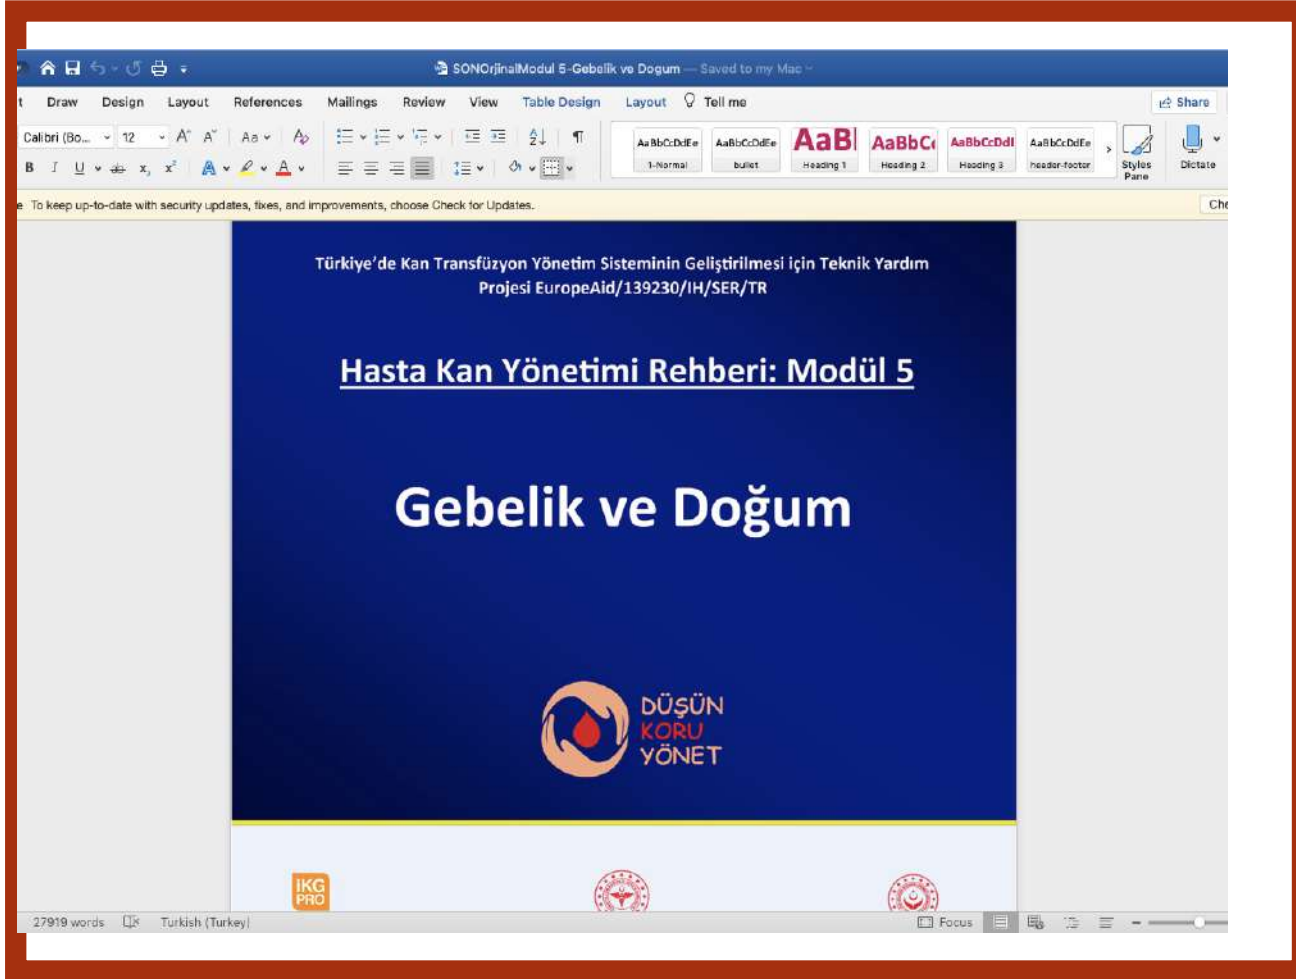 SONOrjinalModul 5-Gebelik ve Dogum — Saved to my Mac
t Draw Design Layout References Mailings Review View Table Design Layout Tell me Share
Calibri (Bo... 12 A A Aa A
AaBbCcDdEe AaBbCcDdEe AaBl AaBbCc AaBbCcDdI AaBbCcDdEe
1-Normal bullet Heading 1 Heading 2 Heading 3 header-footer Styles Pane Dictate
B I U ab x, x² A A
e To keep up-to-date with security updates, fixes, and improvements, choose Check for Updates. Che
Türkiye'de Kan Transfüzyon Yönetim Sisteminin Geliştirilmesi için Teknik Yardım
Projesi EuropeAid/139230/IH/SER/TR
Hasta Kan Yönetimi Rehberi: Modül 5
Gebelik ve Doğum
DÜŞÜN
KORU
YÖNET
IKG
PRO
27919 words Turkish (Turkey) Focus